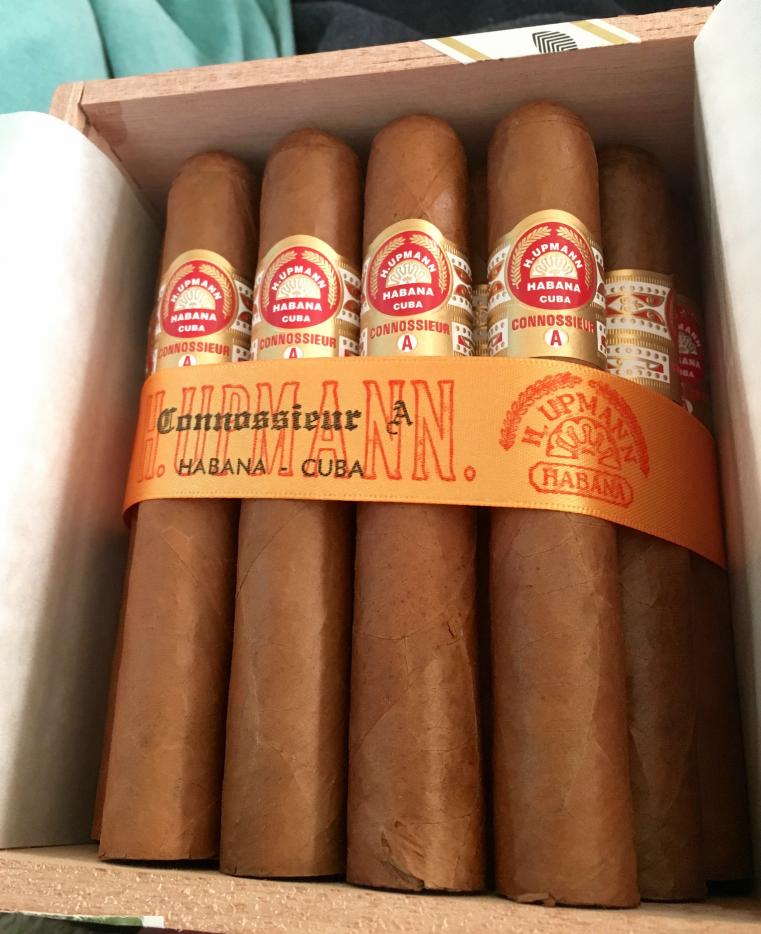 H.UPMANN
HABANA
CUBA
CONNOSSIEUR
A
H.UPMANN
HABANA
CUBA
CONNOSSIEUR
A
H.UPMANN
HABANA
CUBA
CONNOSSIEUR
A
H.UPMANN
HABANA
CUBA
CONNOSSIEUR
A
H.UPMANN.
Connossieur A
HABANA - CUBA
H. UPMANN
HABANA